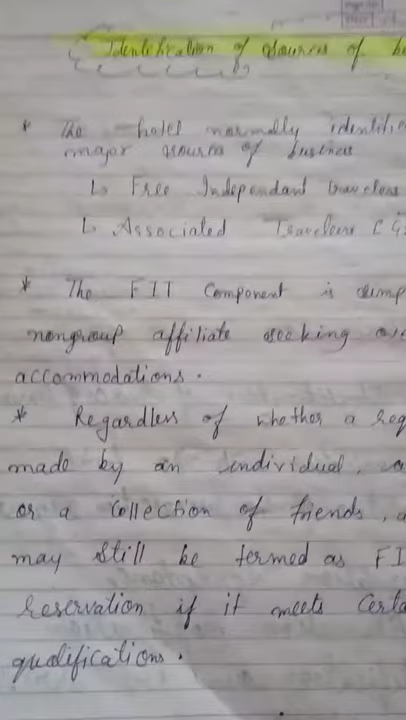 Identification of sources of b
* The hotel normally identifie
major sources of business
↳ Free Independant travelers
↳ Associated Travelers (G
* The FIT Component is
nongroup affiliate seeking
accommodations.
* Regardless of whether a req
made by an individual,
or a collection of friends, a
may still be termed as FI
reservation if it meets Certa
qualifications.